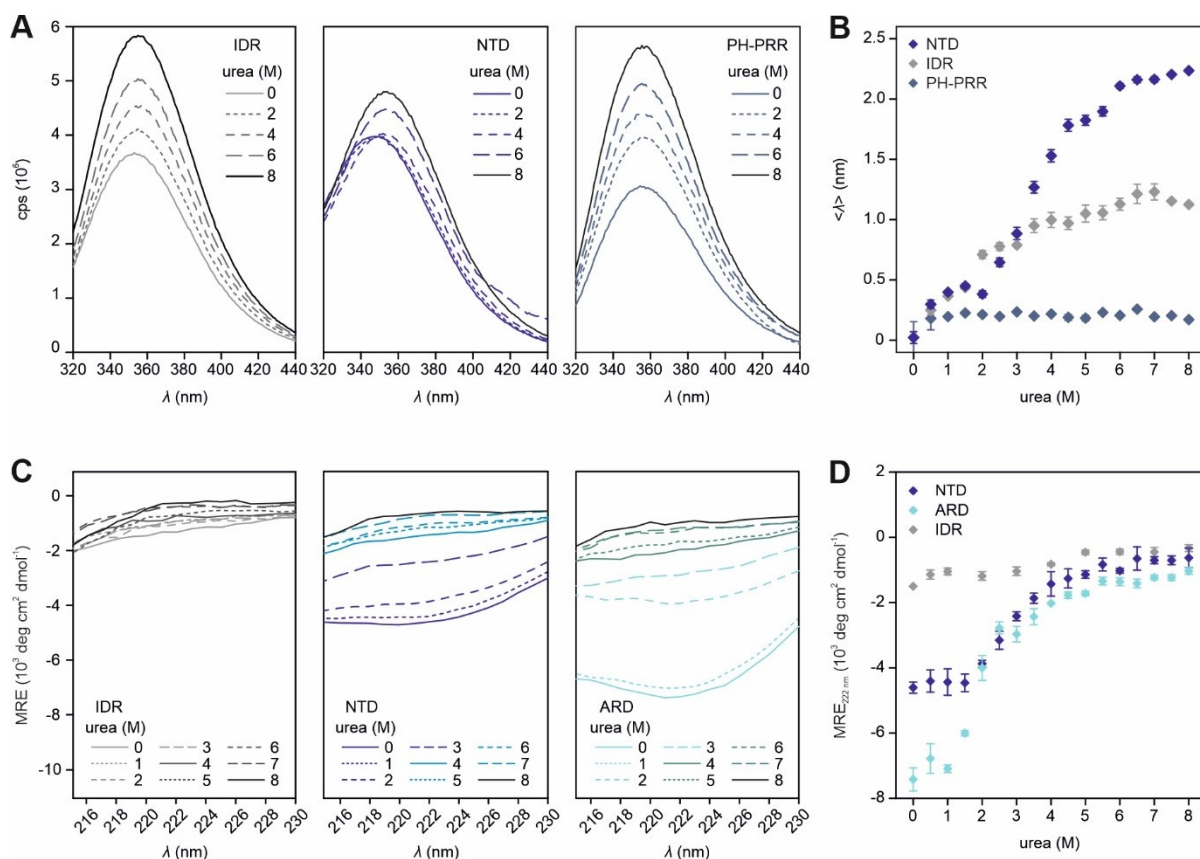 A
cps (10⁶)
6
5
4
3
2
1
0
IDR
urea (M)
0
2
4
6
8
320 340 360 380 400 420 440
λ (nm)
NTD
urea (M)
0
2
4
6
8
320 340 360 380 400 420 440
λ (nm)
PH-PRR
urea (M)
0
2
4
6
8
320 340 360 380 400 420 440
λ (nm)
B
<λ> (nm)
2.5
2.0
1.5
1.0
0.5
0
NTD
IDR
PH-PRR
0 1 2 3 4 5 6 7 8
urea (M)
C
MRE (10³ deg cm² dmol⁻¹)
0
-2
-4
-6
-8
-10
IDR
urea (M)
0 3 6
1 4 7
2 5 8
216 218 220 222 224 226 228 230
λ (nm)
NTD
urea (M)
0 3 6
1 4 7
2 5 8
216 218 220 222 224 226 228 230
λ (nm)
ARD
urea (M)
0 3 6
1 4 7
2 5 8
216 218 220 222 224 226 228 230
λ (nm)
D
MRE₂₂₂ ₙₘ (10³ deg cm² dmol⁻¹)
2
0
-2
-4
-6
-8
NTD
ARD
IDR
0 1 2 3 4 5 6 7 8
urea (M)